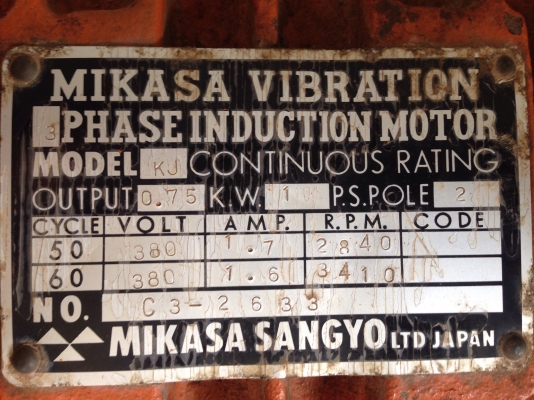 MIKASA VIBRATION
3 PHASE INDUCTION MOTOR
MODEL KJ CONTINUOUS RATING
OUTPUT 0.75 K.W. 1 P.S. POLE 2
CYCLE VOLT AMP. R.P.M. CODE
50 380 1.7 2840
60 380 1.6 3410
NO. C3-2633
MIKASA SANGYO LTD JAPAN